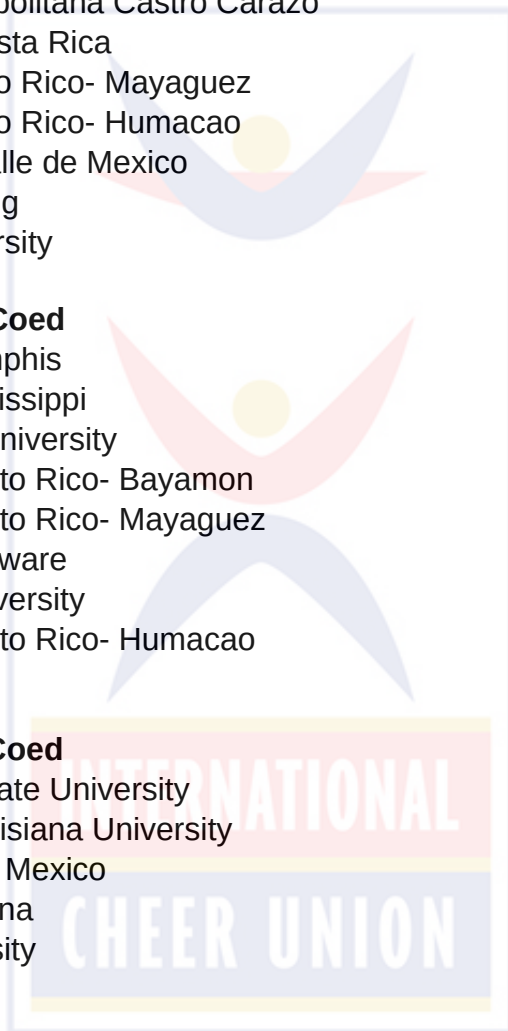 politana Castro Carazo
sta Rica
o Rico- Mayaguez
o Rico- Humacao
lle de Mexico
g
rsity
Coed
nphis
issippi
niversity
to Rico- Bayamon
to Rico- Mayaguez
ware
versity
to Rico- Humacao
Coed
ate University
isiana University
Mexico
na
sity
INTERNATIONAL
CHEER UNION